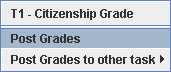 T1 - Citizenship Grade
Post Grades
Post Grades to other task